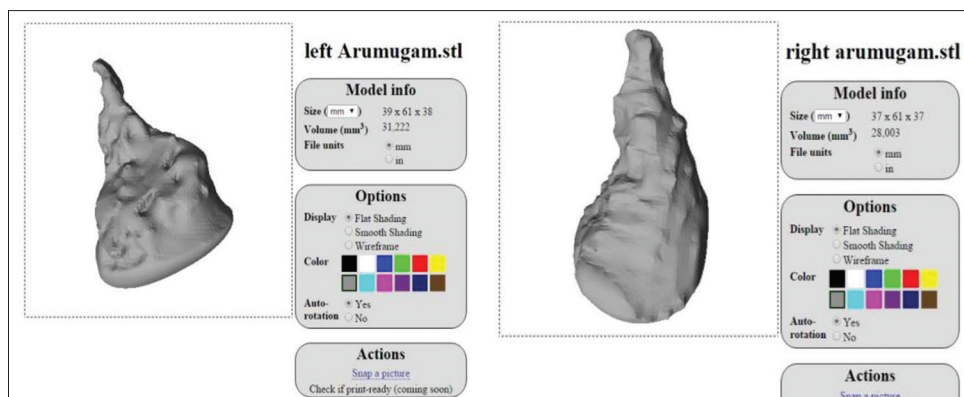 left Arumugam.stl
Model info
Size ( mm ▼ ) 39 x 61 x 38
Volume (mm³) 31,222
File units mm
in
Options
Display Flat Shading
Smooth Shading
Wireframe
Color
Auto-
rotation Yes
No
Actions
Snap a picture
Check if print-ready (coming soon)
right arumugam.stl
Model info
Size ( mm ▼ ) 37 x 61 x 37
Volume (mm³) 28,003
File units mm
in
Options
Display Flat Shading
Smooth Shading
Wireframe
Color
Auto-
rotation Yes
No
Actions
Snap a picture